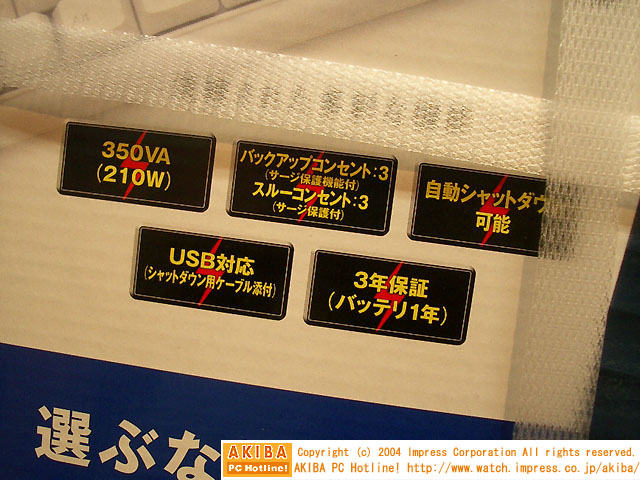 350VA
(210W)
バックアップコンセント:3
(サージ保護機能付)
スルーコンセント:3
(サージ保護付)
自動シャットダウ
可能
USB対応
(シャットダウン用ケーブル添付)
3年保証
(バッテリ1年)
選ぶな
AKIBA
PC Hotline!
Copyright (c) 2004 Impress Corporation All rights reserved.
AKIBA PC Hotline! http://www.watch.impress.co.jp/akiba/